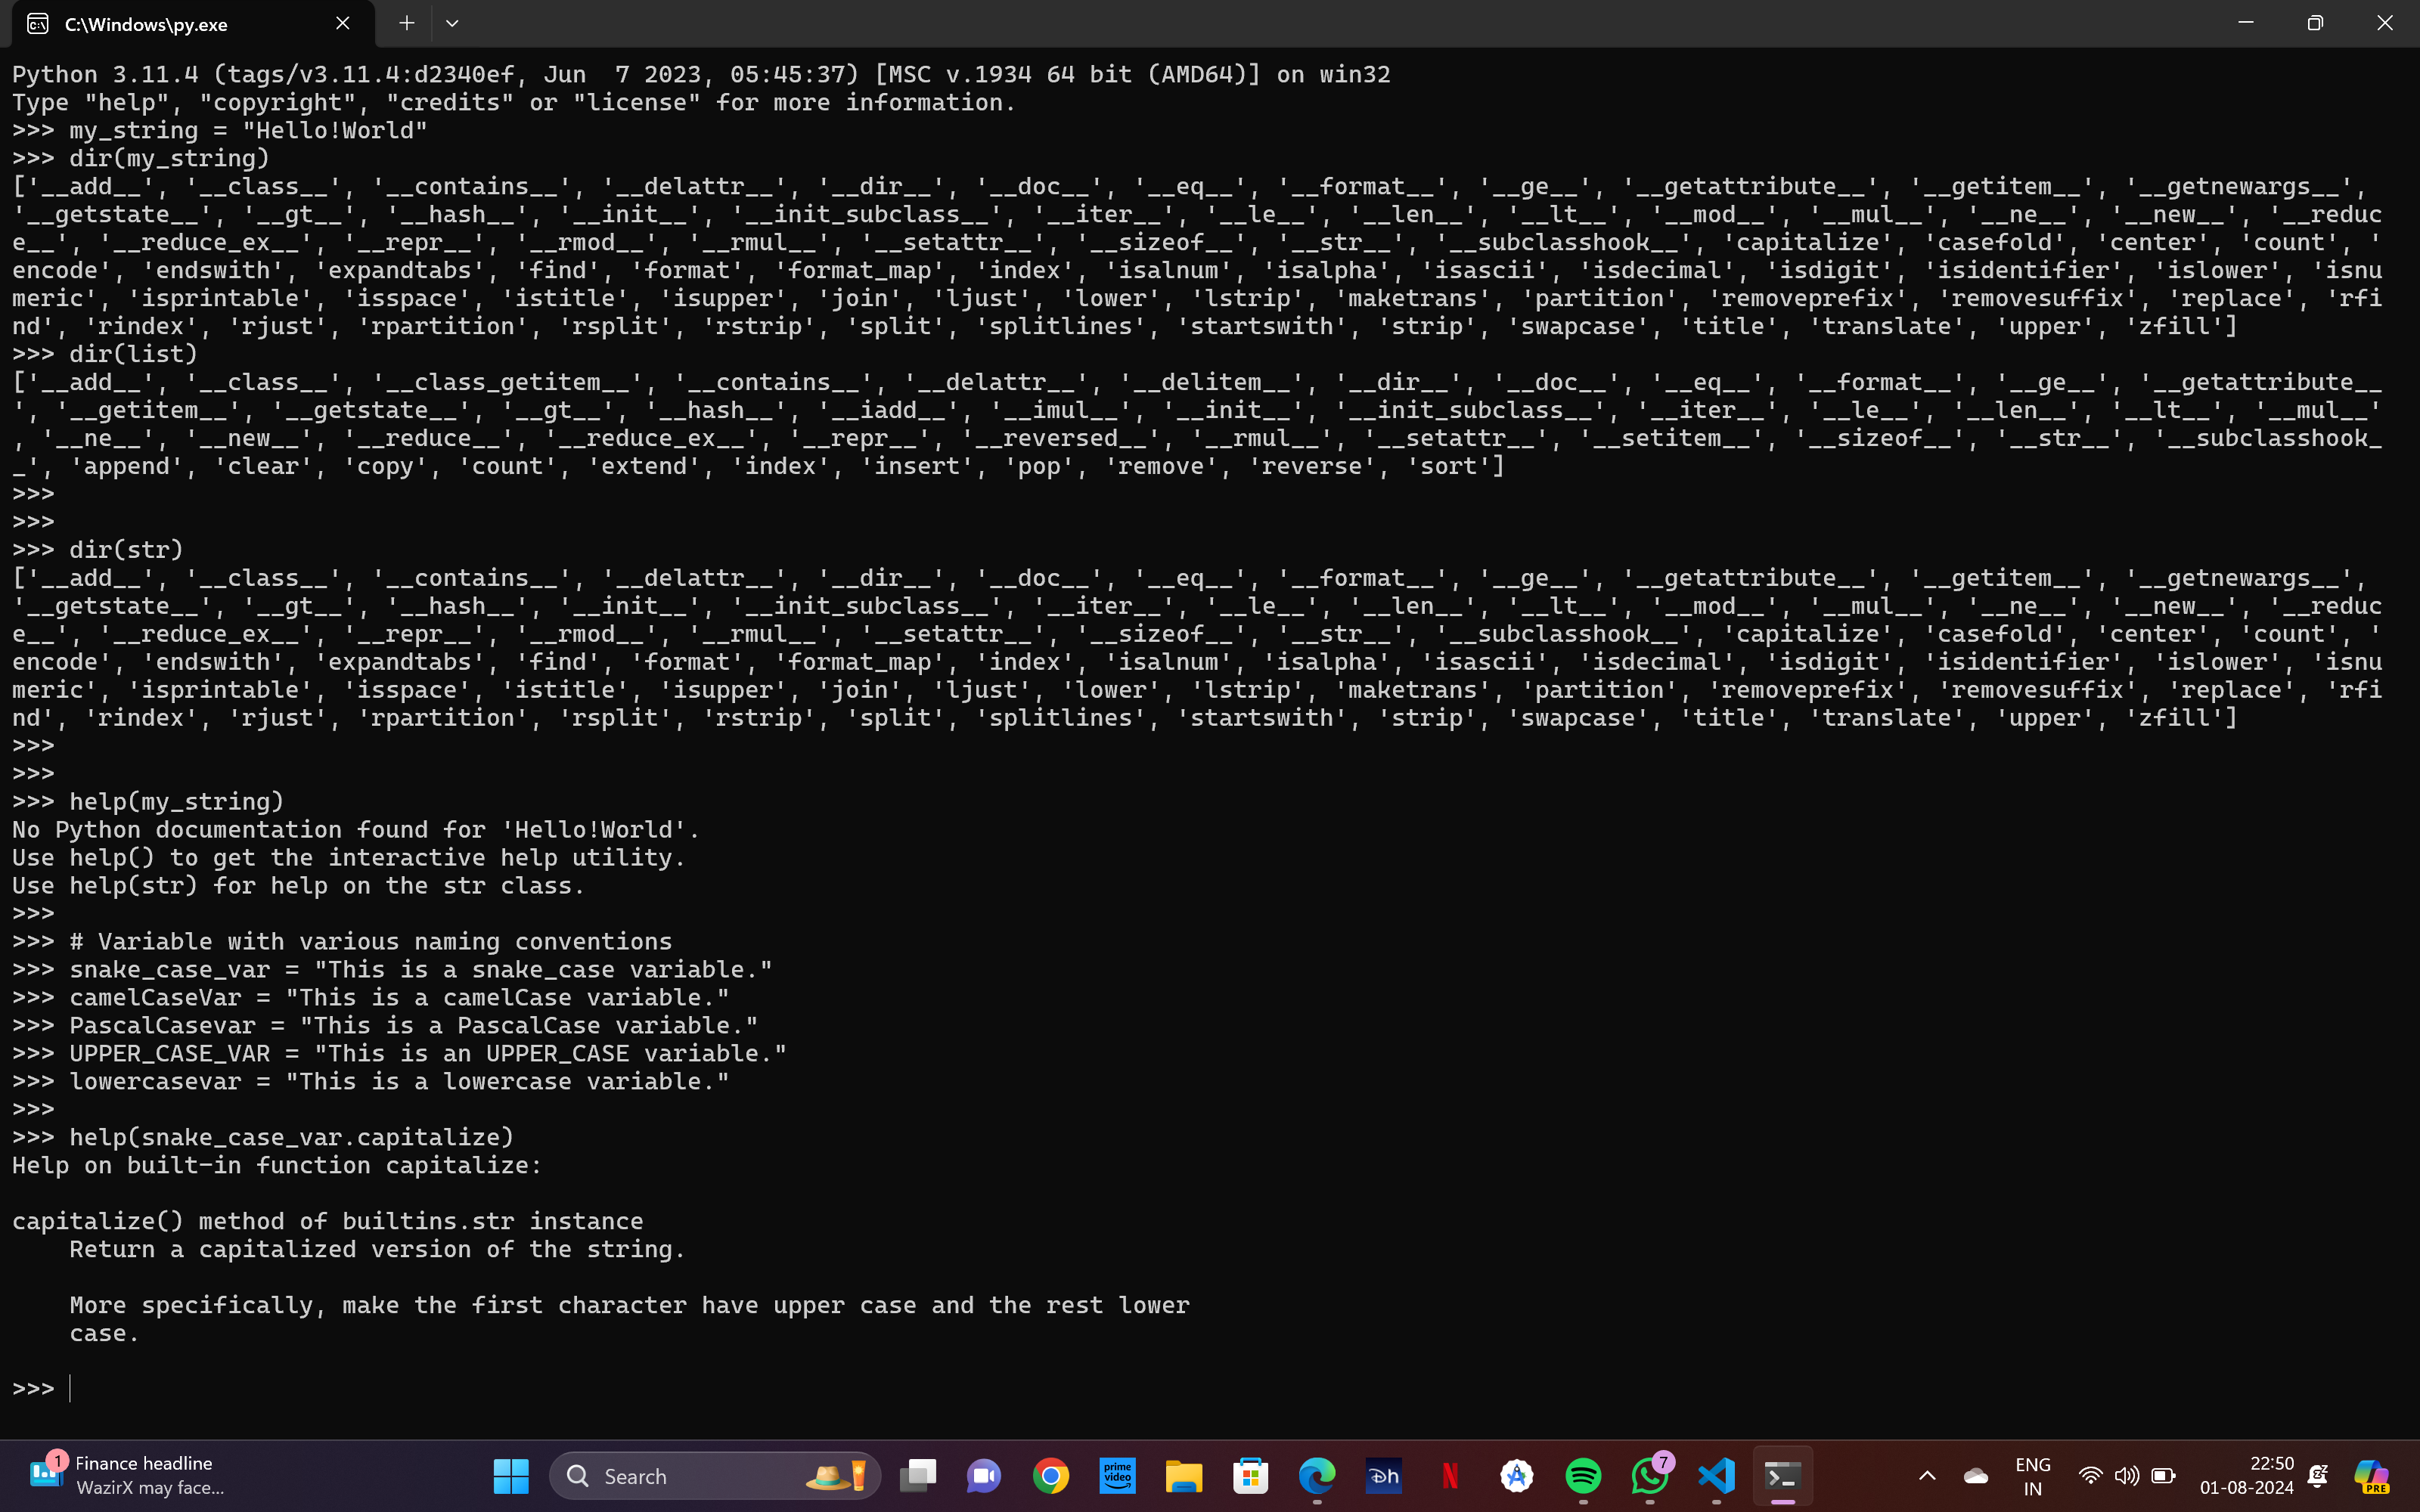 C:\Windows\py.exe
Python 3.11.4 (tags/v3.11.4:d2340ef, Jun  7 2023, 05:45:37) [MSC v.1934 64 bit (AMD64)] on win32
Type "help", "copyright", "credits" or "license" for more information.
>>> my_string = "Hello!World"
>>> dir(my_string)
['__add__', '__class__', '__contains__', '__delattr__', '__dir__', '__doc__', '__eq__', '__format__', '__ge__', '__getattribute__', '__getitem__', '__getnewargs__',
'__getstate__', '__gt__', '__hash__', '__init__', '__init_subclass__', '__iter__', '__le__', '__len__', '__lt__', '__mod__', '__mul__', '__ne__', '__new__', '__reduc
e__', '__reduce_ex__', '__repr__', '__rmod__', '__rmul__', '__setattr__', '__sizeof__', '__str__', '__subclasshook__', 'capitalize', 'casefold', 'center', 'count', '
encode', 'endswith', 'expandtabs', 'find', 'format', 'format_map', 'index', 'isalnum', 'isalpha', 'isascii', 'isdecimal', 'isdigit', 'isidentifier', 'islower', 'isnu
meric', 'isprintable', 'isspace', 'istitle', 'isupper', 'join', 'ljust', 'lower', 'lstrip', 'maketrans', 'partition', 'removeprefix', 'removesuffix', 'replace', 'rfi
nd', 'rindex', 'rjust', 'rpartition', 'rsplit', 'rstrip', 'split', 'splitlines', 'startswith', 'strip', 'swapcase', 'title', 'translate', 'upper', 'zfill']
>>> dir(list)
['__add__', '__class__', '__class_getitem__', '__contains__', '__delattr__', '__delitem__', '__dir__', '__doc__', '__eq__', '__format__', '__ge__', '__getattribute__
', '__getitem__', '__getstate__', '__gt__', '__hash__', '__iadd__', '__imul__', '__init__', '__init_subclass__', '__iter__', '__le__', '__len__', '__lt__', '__mul__'
, '__ne__', '__new__', '__reduce__', '__reduce_ex__', '__repr__', '__reversed__', '__rmul__', '__setattr__', '__setitem__', '__sizeof__', '__str__', '__subclasshook_
_', 'append', 'clear', 'copy', 'count', 'extend', 'index', 'insert', 'pop', 'remove', 'reverse', 'sort']
>>>
>>>
>>> dir(str)
['__add__', '__class__', '__contains__', '__delattr__', '__dir__', '__doc__', '__eq__', '__format__', '__ge__', '__getattribute__', '__getitem__', '__getnewargs__',
'__getstate__', '__gt__', '__hash__', '__init__', '__init_subclass__', '__iter__', '__le__', '__len__', '__lt__', '__mod__', '__mul__', '__ne__', '__new__', '__reduc
e__', '__reduce_ex__', '__repr__', '__rmod__', '__rmul__', '__setattr__', '__sizeof__', '__str__', '__subclasshook__', 'capitalize', 'casefold', 'center', 'count', '
encode', 'endswith', 'expandtabs', 'find', 'format', 'format_map', 'index', 'isalnum', 'isalpha', 'isascii', 'isdecimal', 'isdigit', 'isidentifier', 'islower', 'isnu
meric', 'isprintable', 'isspace', 'istitle', 'isupper', 'join', 'ljust', 'lower', 'lstrip', 'maketrans', 'partition', 'removeprefix', 'removesuffix', 'replace', 'rfi
nd', 'rindex', 'rjust', 'rpartition', 'rsplit', 'rstrip', 'split', 'splitlines', 'startswith', 'strip', 'swapcase', 'title', 'translate', 'upper', 'zfill']
>>>
>>>
>>> help(my_string)
No Python documentation found for 'Hello!World'.
Use help() to get the interactive help utility.
Use help(str) for help on the str class.
>>>
>>> # Variable with various naming conventions
>>> snake_case_var = "This is a snake_case variable."
>>> camelCaseVar = "This is a camelCase variable."
>>> PascalCasevar = "This is a PascalCase variable."
>>> UPPER_CASE_VAR = "This is an UPPER_CASE variable."
>>> lowercasevar = "This is a lowercase variable."
>>>
>>> help(snake_case_var.capitalize)
Help on built-in function capitalize:
capitalize() method of builtins.str instance
Return a capitalized version of the string.
More specifically, make the first character have upper case and the rest lower
case.
>>>
1
Finance headline
WazirX may face...
Search
prime video
Dh
N
7
ENG
IN
22:50
01-08-2024
PRE